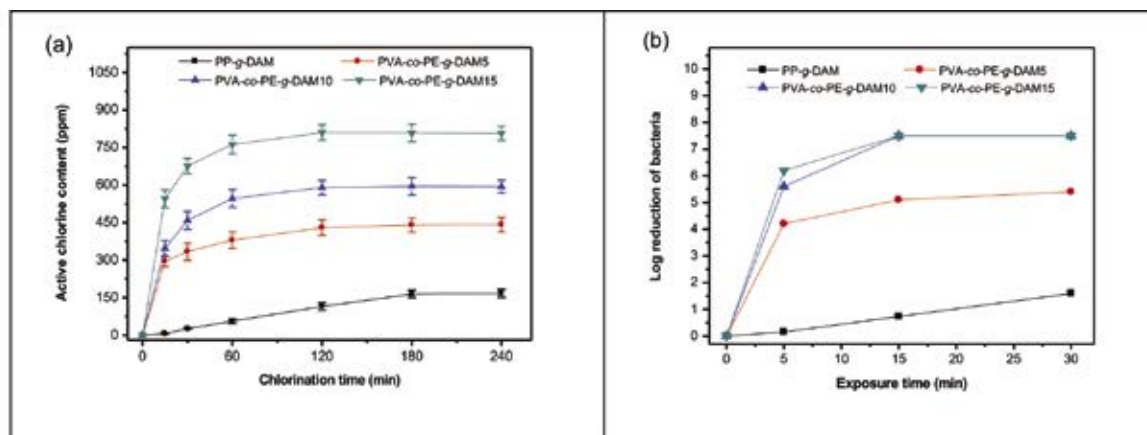 (a)
PP-g-DAM PVA-co-PE-g-DAM5
PVA-co-PE-g-DAM10 PVA-co-PE-g-DAM15
Active chlorine content (ppm)
1050
900
750
600
450
300
150
0
0 60 120 180 240
Chlorination time (min)
(b)
PP-g-DAM PVA-co-PE-g-DAM5
PVA-co-PE-g-DAM10 PVA-co-PE-g-DAM15
Log reduction of bacteria
10
9
8
7
6
5
4
3
2
1
0
0 5 10 15 20 25 30
Exposure time (min)